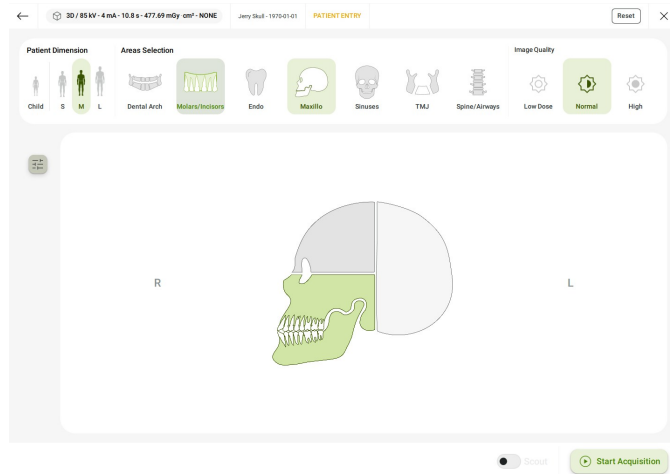 3D / 85 kV - 4 mA - 10.8 s - 477.69 mGy·cm² - NONE
Jerry Skull - 1970-01-01
PATIENT ENTRY
Reset
Patient Dimension
Areas Selection
Image Quality
Child
S
M
L
Dental Arch
Molars/Incisors
Endo
Maxillo
Sinuses
TMJ
Spine/Airways
Low Dose
Normal
High
R
L
Scout
Start Acquisition